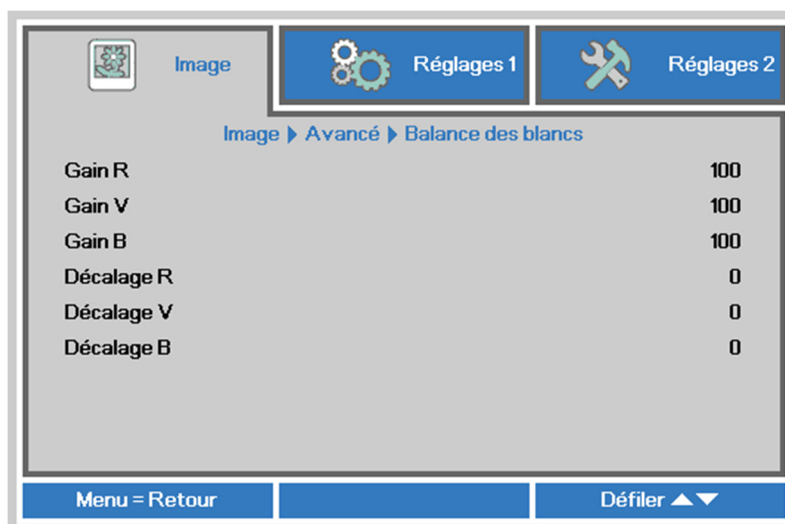 Image
Réglages 1
Réglages 2
Image ▶ Avancé ▶ Balance des blancs
Gain R 100
Gain V 100
Gain B 100
Décalage R 0
Décalage V 0
Décalage B 0
Menu = Retour
Défiler ▲▼